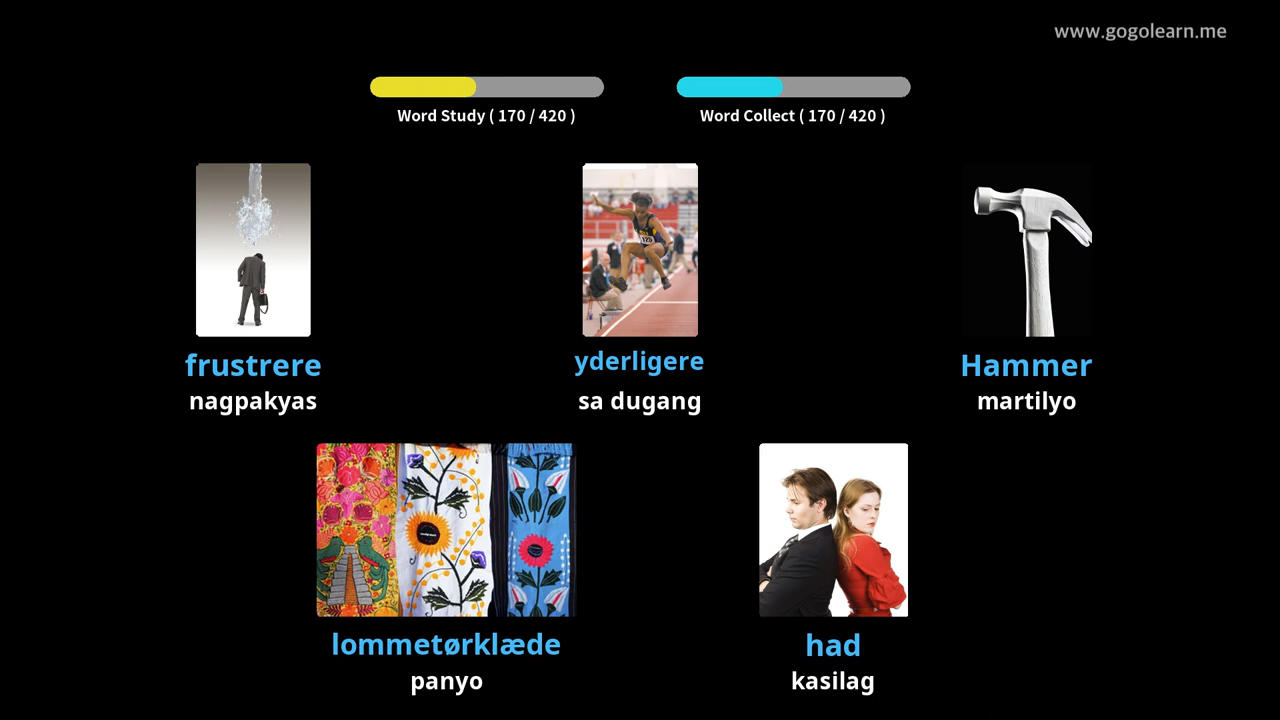 www.gogolearn.me
Word Study ( 170 / 420 )
Word Collect ( 170 / 420 )
frustrere
nagpakyas
yderligere
sa dugang
Hammer
martilyo
lommetørklæde
panyo
had
kasilag